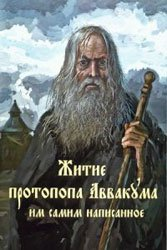 Житие
протопопа Аввакума
им самим написанное